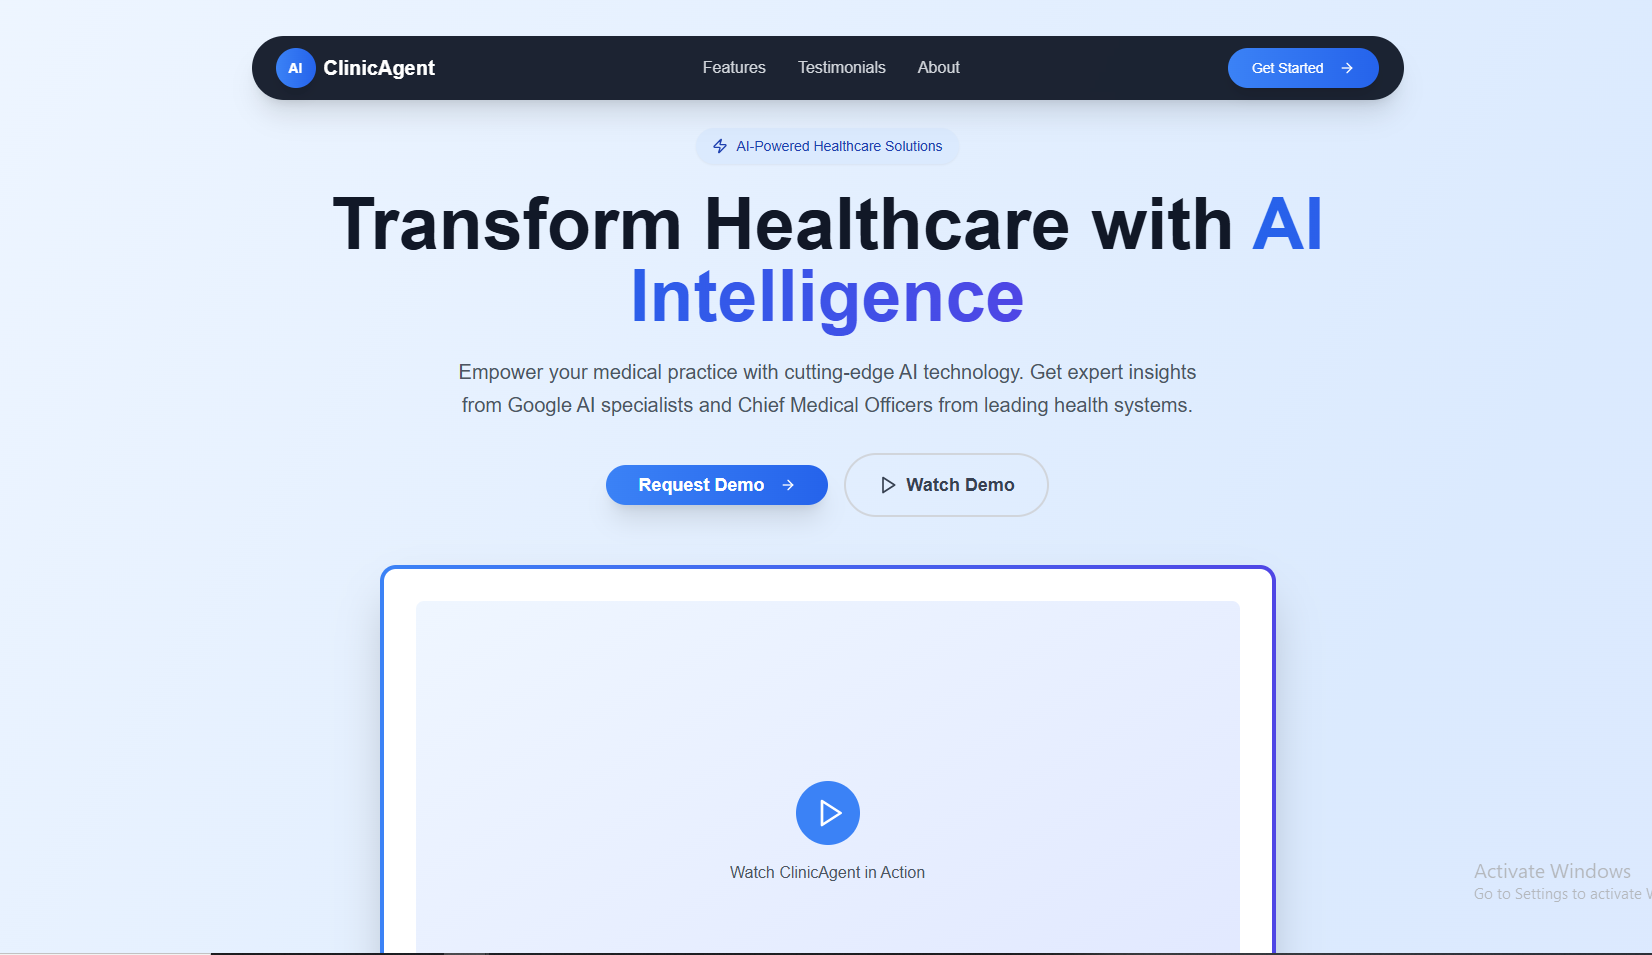 AI ClinicAgent Features Testimonials About Get Started
AI-Powered Healthcare Solutions
Transform Healthcare with AI
Intelligence
Empower your medical practice with cutting-edge AI technology. Get expert insights
from Google AI specialists and Chief Medical Officers from leading health systems.
Request Demo Watch Demo
Watch ClinicAgent in Action
Activate Windows
Go to Settings to activate